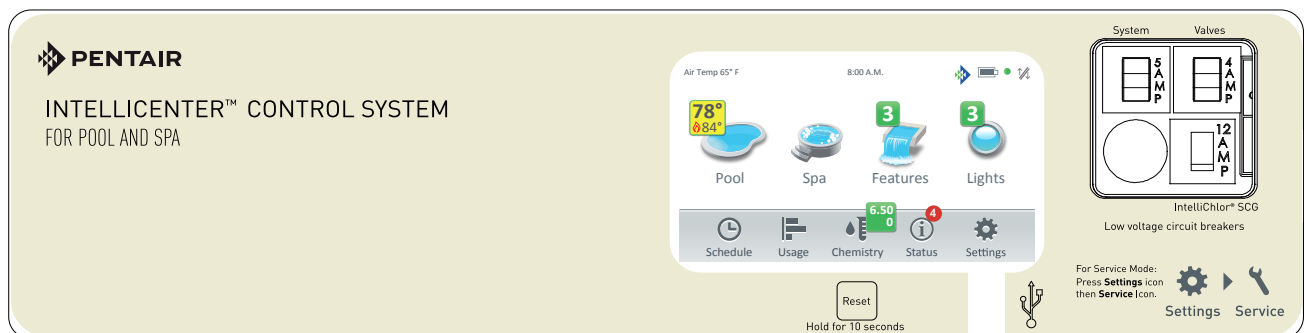 PENTAIR
INTELLICENTER™ CONTROL SYSTEM
FOR POOL AND SPA
Air Temp 65° F
8:00 A.M.
78°
84°
3
3
Pool
Spa
Features
Lights
6.50
0
4
Schedule
Usage
Chemistry
Status
Settings
Reset
Hold for 10 seconds
System
Valves
5 AMP
4 AMP
12 AMP
IntelliChlor® SCG
Low voltage circuit breakers
For Service Mode:
Press Settings icon
then Service Icon.
Settings
Service